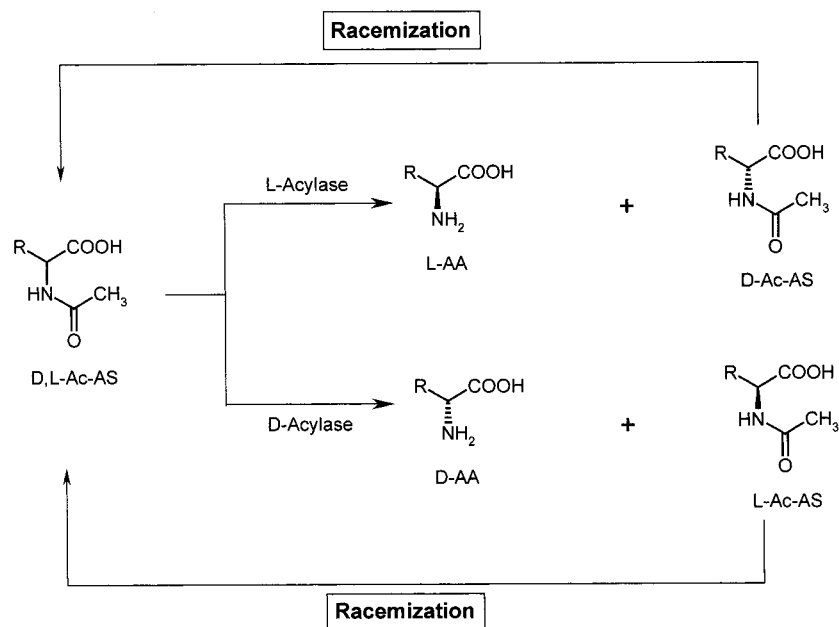 Racemization
L-Acylase
R
COOH
NH2
L-AA
+
R
COOH
HN
CH3
O
D-Ac-AS
R
COOH
HN
CH3
O
D,L-Ac-AS
D-Acylase
R
COOH
NH2
D-AA
+
R
COOH
HN
CH3
O
L-Ac-AS
Racemization